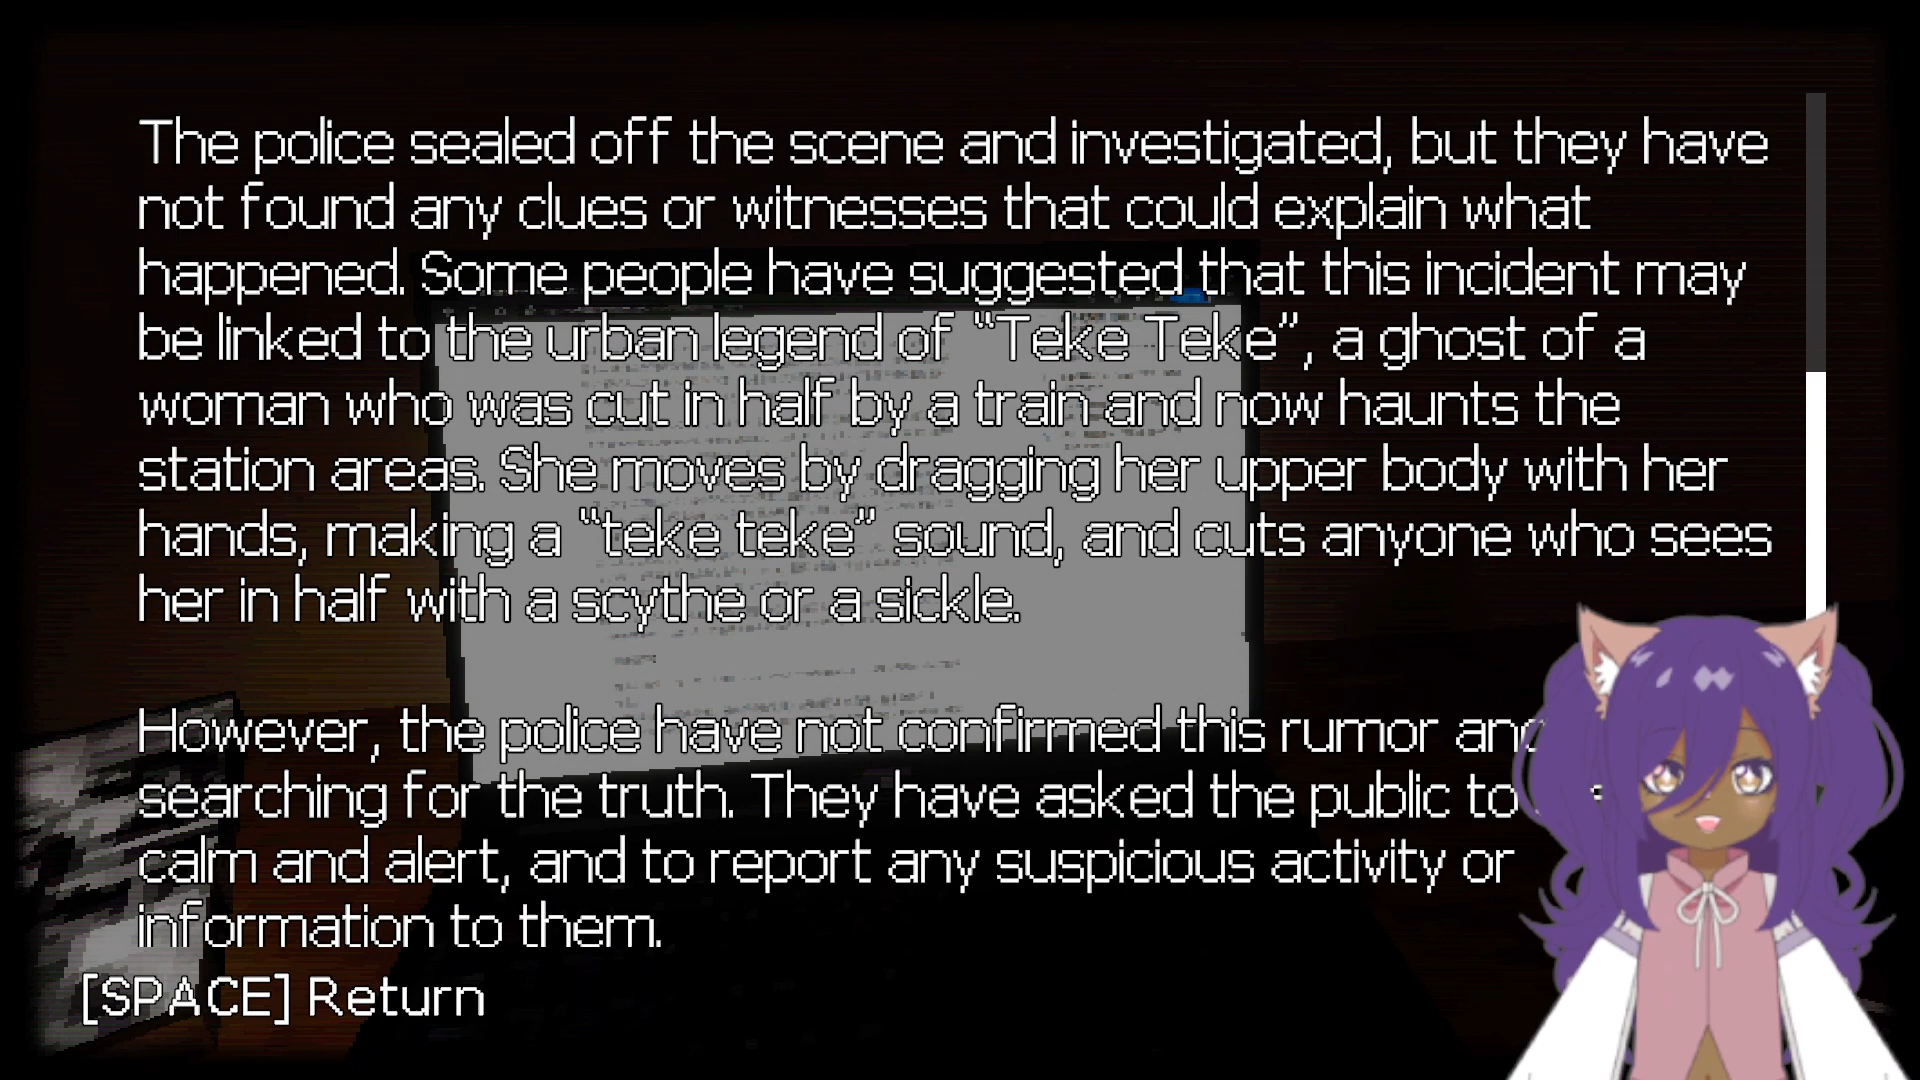 The police sealed off the scene and investigated, but they have
not found any clues or witnesses that could explain what
happened. Some people have suggested that this incident may
be linked to the urban legend of “Teke Teke”, a ghost of a
woman who was cut in half by a train and now haunts the
station areas. She moves by dragging her upper body with her
hands, making a “teke teke” sound, and cuts anyone who sees
her in half with a scythe or a sickle.
However, the police have not confirmed this rumor and
searching for the truth. They have asked the public to
calm and alert, and to report any suspicious activity or
information to them.
[SPACE] Return